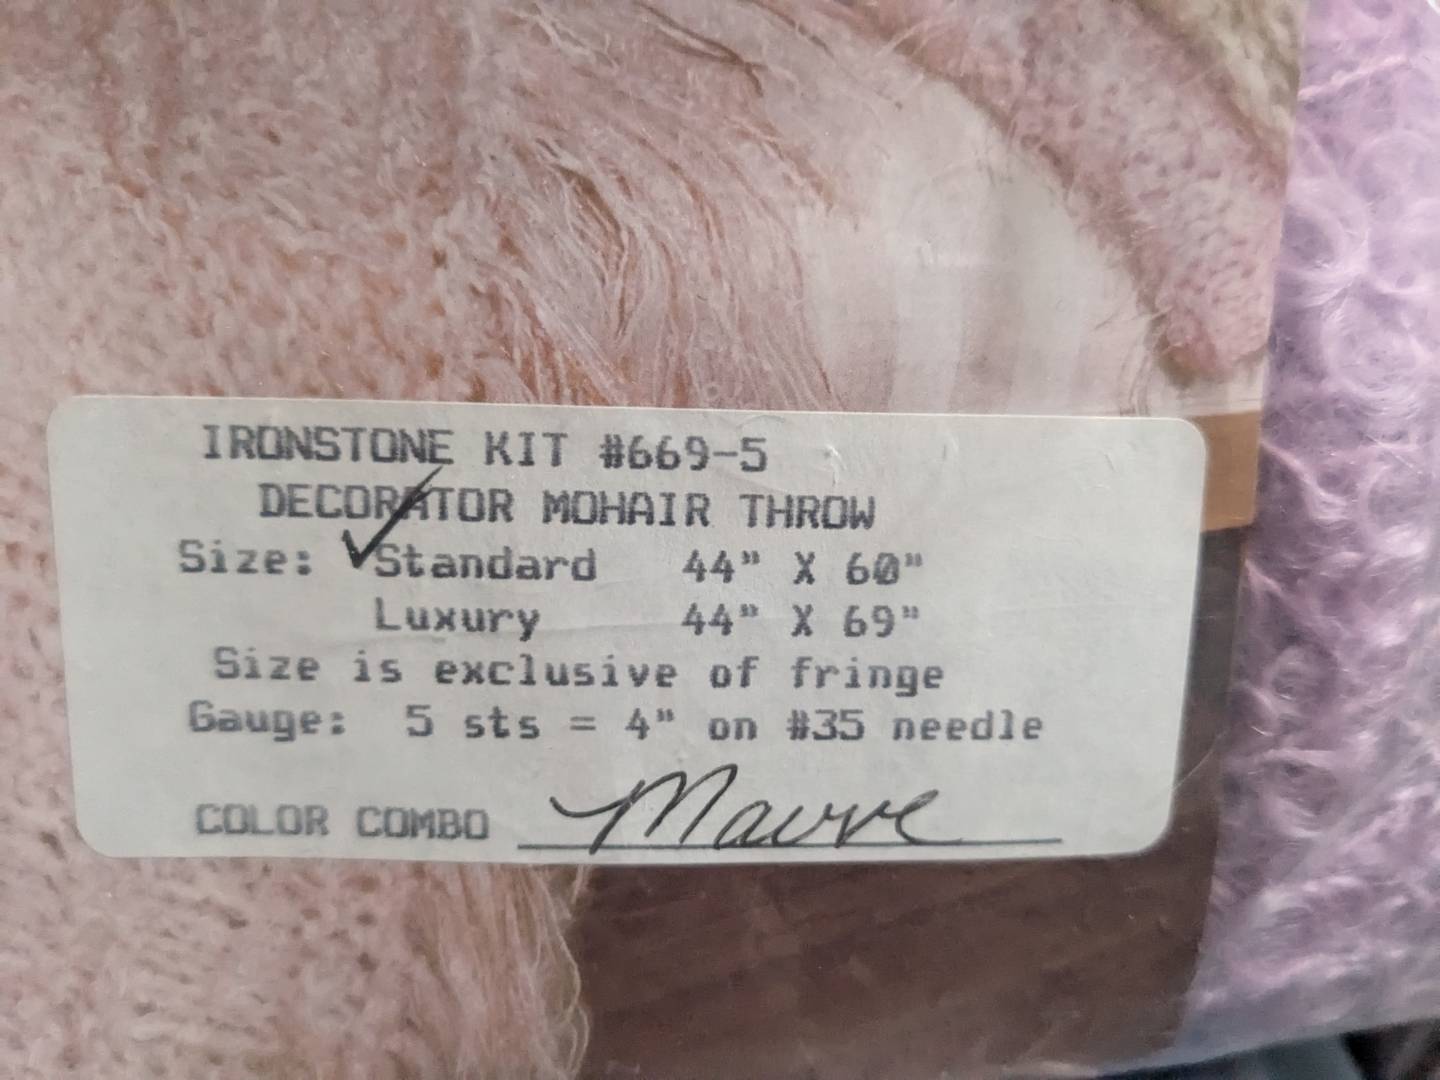 IRONSTONE KIT #669-5
DECORATOR MOHAIR THROW
Size: ✓Standard 44" X 60"
Luxury 44" X 69"
Size is exclusive of fringe
Gauge: 5 sts = 4" on #35 needle
COLOR COMBO Mauve